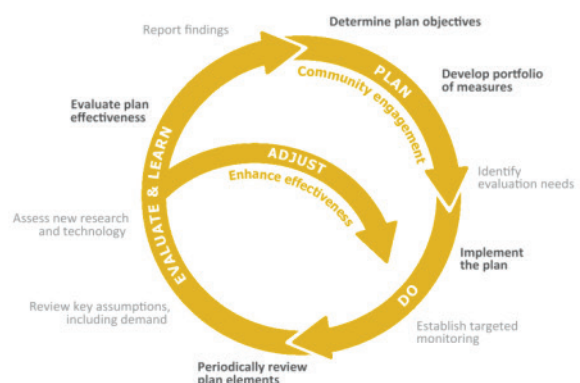 Determine plan objectives
Report findings
PLAN
Community engagement
Develop portfolio
of measures
Evaluate plan
effectiveness
ADJUST
Enhance effectiveness
Identify
evaluation needs
EVALUATE & LEARN
Assess new research
and technology
Implement
the plan
DO
Review key assumptions,
including demand
Establish targeted
monitoring
Periodically review
plan elements